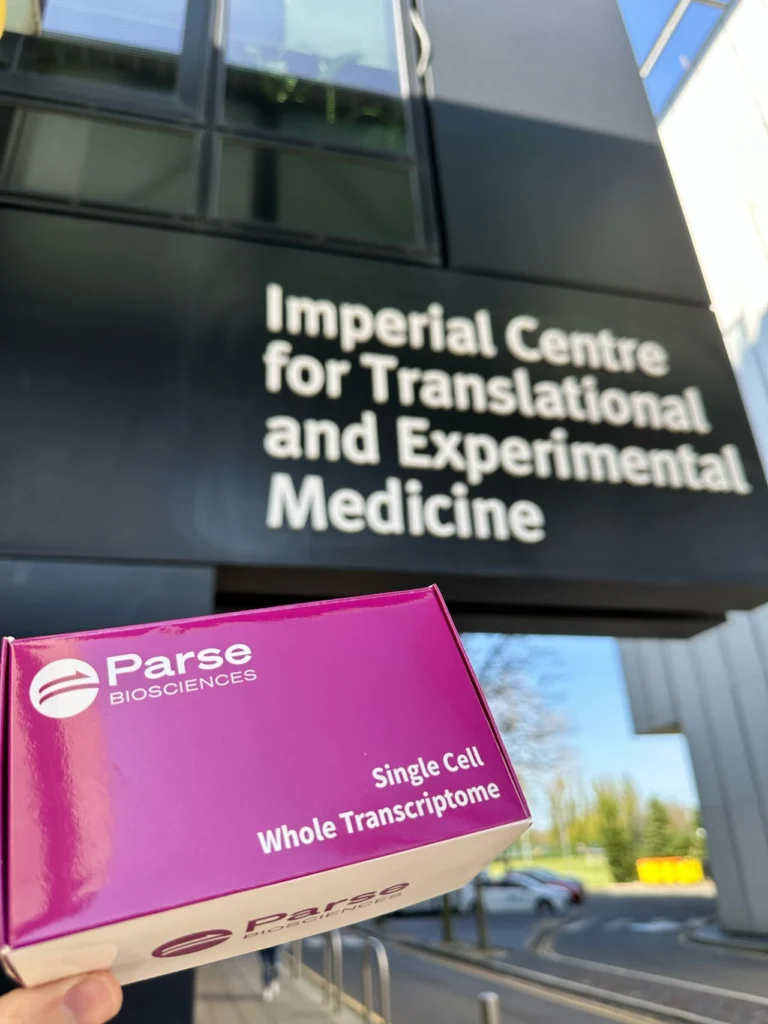 Imperial Centre
for Translational
and Experimental
Medicine
Parse
BIOSCIENCES
Single Cell
Whole Transcriptome
Parse
BIOSCIENCES